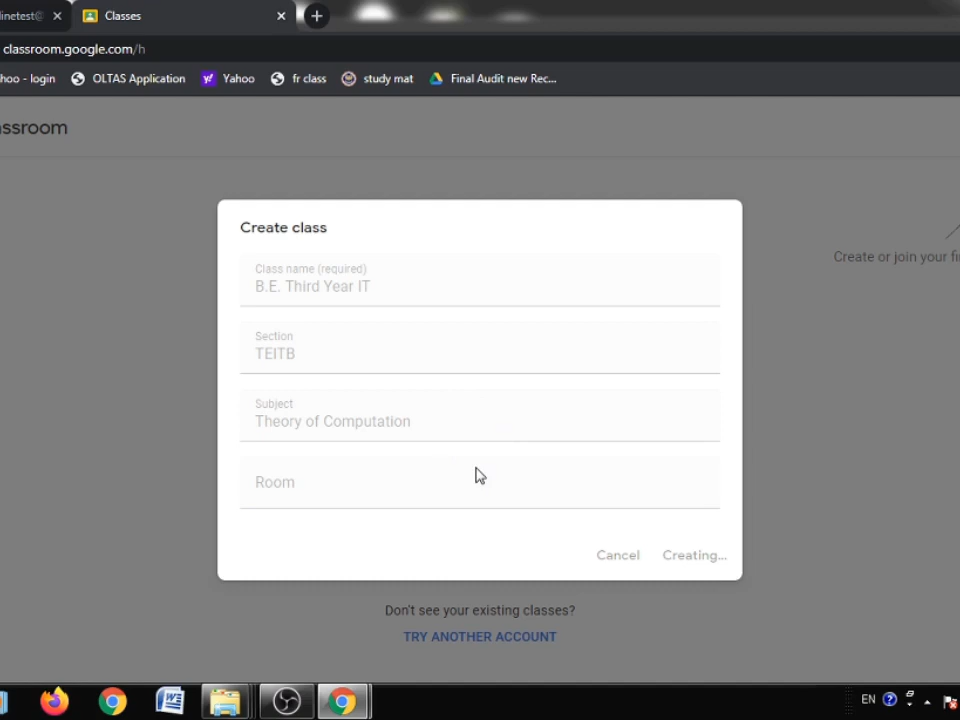 linetest@
Classes
classroom.google.com/h
hoo - login
OLTAS Application
Yahoo
fr class
study mat
Final Audit new Rec...
assroom
Create class
Create or join your fi
Class name (required)
B.E. Third Year IT
Section
TEITB
Subject
Theory of Computation
Room
Cancel
Creating...
Don't see your existing classes?
TRY ANOTHER ACCOUNT
EN